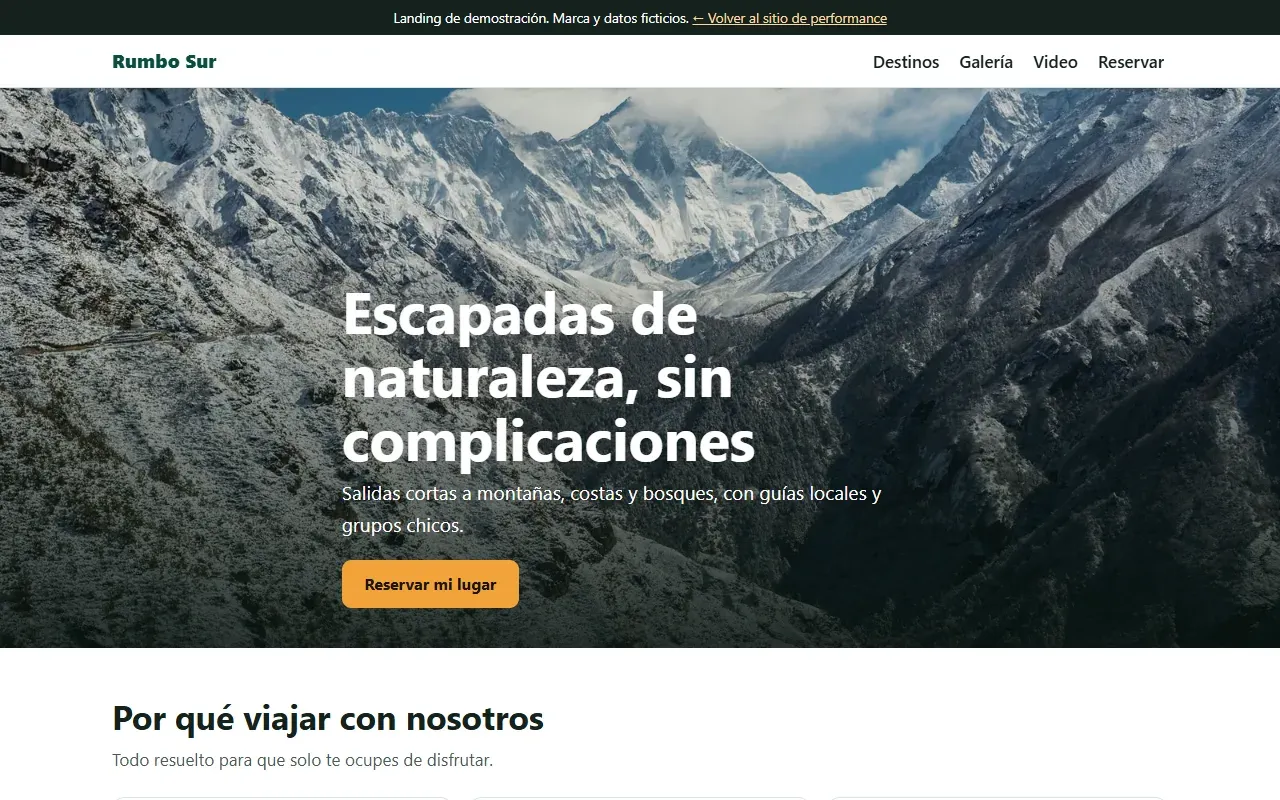 Landing de demostración. Marca y datos ficticios. ← Volver al sitio de performance
Rumbo Sur
Destinos Galería Video Reservar
Escapadas de
naturaleza, sin
complicaciones
Salidas cortas a montañas, costas y bosques, con guías locales y
grupos chicos.
Reservar mi lugar
Por qué viajar con nosotros
Todo resuelto para que solo te ocupes de disfrutar.